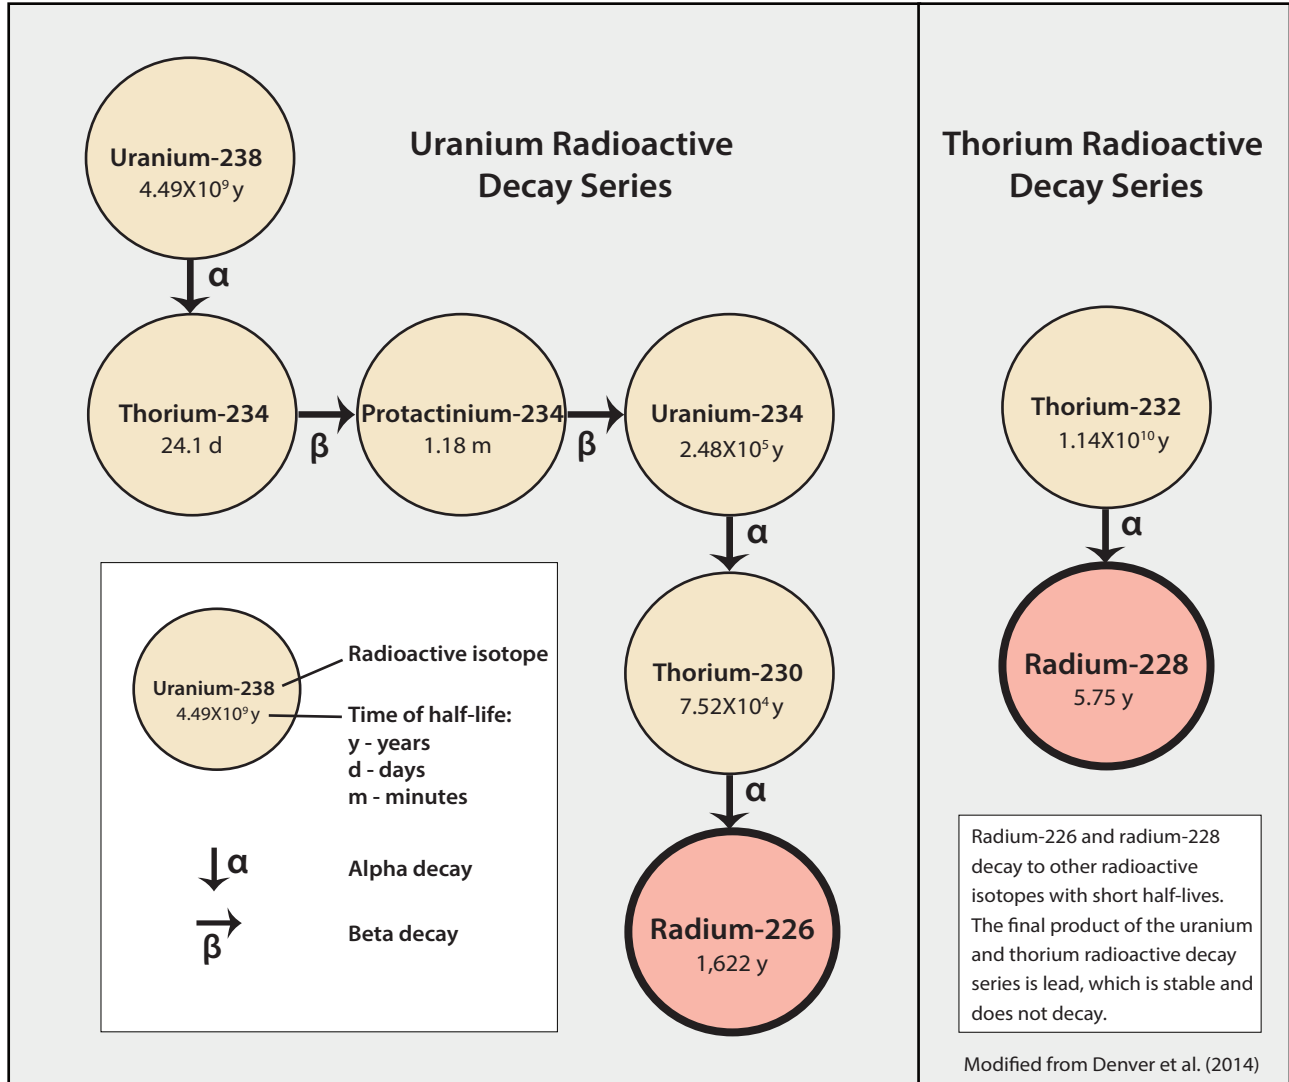 Uranium Radioactive
Decay Series
Uranium-238
4.49X10⁹ y
α
Thorium-234
24.1 d
β
Protactinium-234
1.18 m
β
Uranium-234
2.48X10⁵ y
α
Thorium-230
7.52X10⁴ y
α
Radium-226
1,622 y
Uranium-238
4.49X10⁹ y
Radioactive isotope
Time of half-life:
y - years
d - days
m - minutes
α
Alpha decay
β
Beta decay
Thorium Radioactive
Decay Series
Thorium-232
1.14X10¹⁰ y
α
Radium-228
5.75 y
Radium-226 and radium-228
decay to other radioactive
isotopes with short half-lives.
The final product of the uranium
and thorium radioactive decay
series is lead, which is stable and
does not decay.
Modified from Denver et al. (2014)